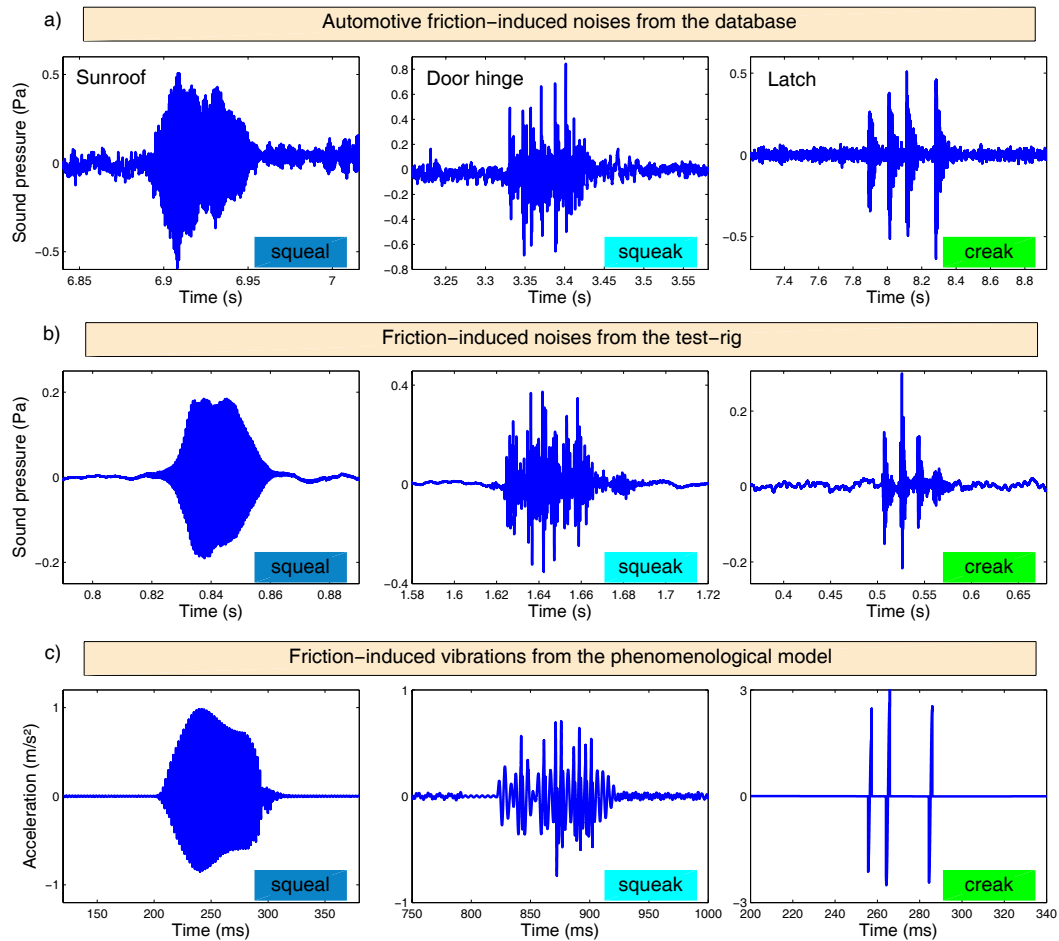 a)
Automotive friction−induced noises from the database
Sunroof
Door hinge
Latch
Sound pressure (Pa)
0.5
0
−0.5
6.85 6.9 6.95 7
Time (s)
squeal
0.8
0.6
0.4
0.2
0
−0.2
−0.4
−0.6
−0.8
3.25 3.3 3.35 3.4 3.45 3.5 3.55
Time (s)
squeak
0.5
0
−0.5
7.4 7.6 7.8 8 8.2 8.4 8.6 8.8
Time (s)
creak
b)
Friction−induced noises from the test−rig
Sound pressure (Pa)
0.2
0
−0.2
0.8 0.82 0.84 0.86 0.88
Time (s)
squeal
0.4
0
−0.4
1.58 1.6 1.62 1.64 1.66 1.68 1.7 1.72
Time (s)
squeak
0.2
0
−0.2
0.4 0.45 0.5 0.55 0.6 0.65
Time (s)
creak
c)
Friction−induced vibrations from the phenomenological model
Acceleration (m/s²)
1
0
−1
150 200 250 300 350
Time (ms)
squeal
1
0
−1
750 800 850 900 950 1000
Time (ms)
squeak
3
0
−3
200 220 240 260 280 300 320 340
Time (ms)
creak